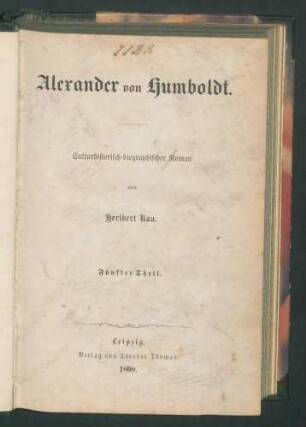 Alexander von Humboldt.
Culturhistorisch-biographischer Roman
von
Heribert Rau.
Fünfter Theil.
Leipzig.
Verlag von Theodor Thomas
1860.